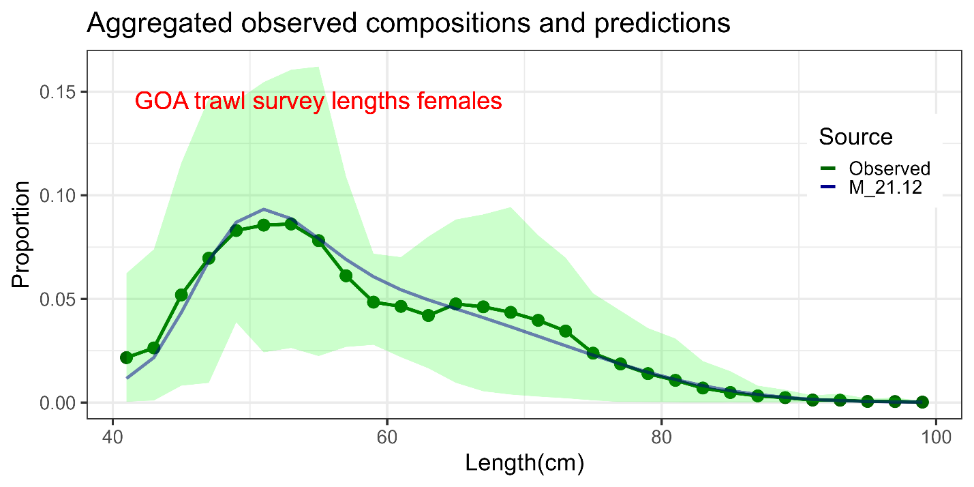 Aggregated observed compositions and predictions
GOA trawl survey lengths females
Source
Observed
M_21.12
Proportion
0.15
0.10
0.05
0.00
40 60 80 100
Length(cm)